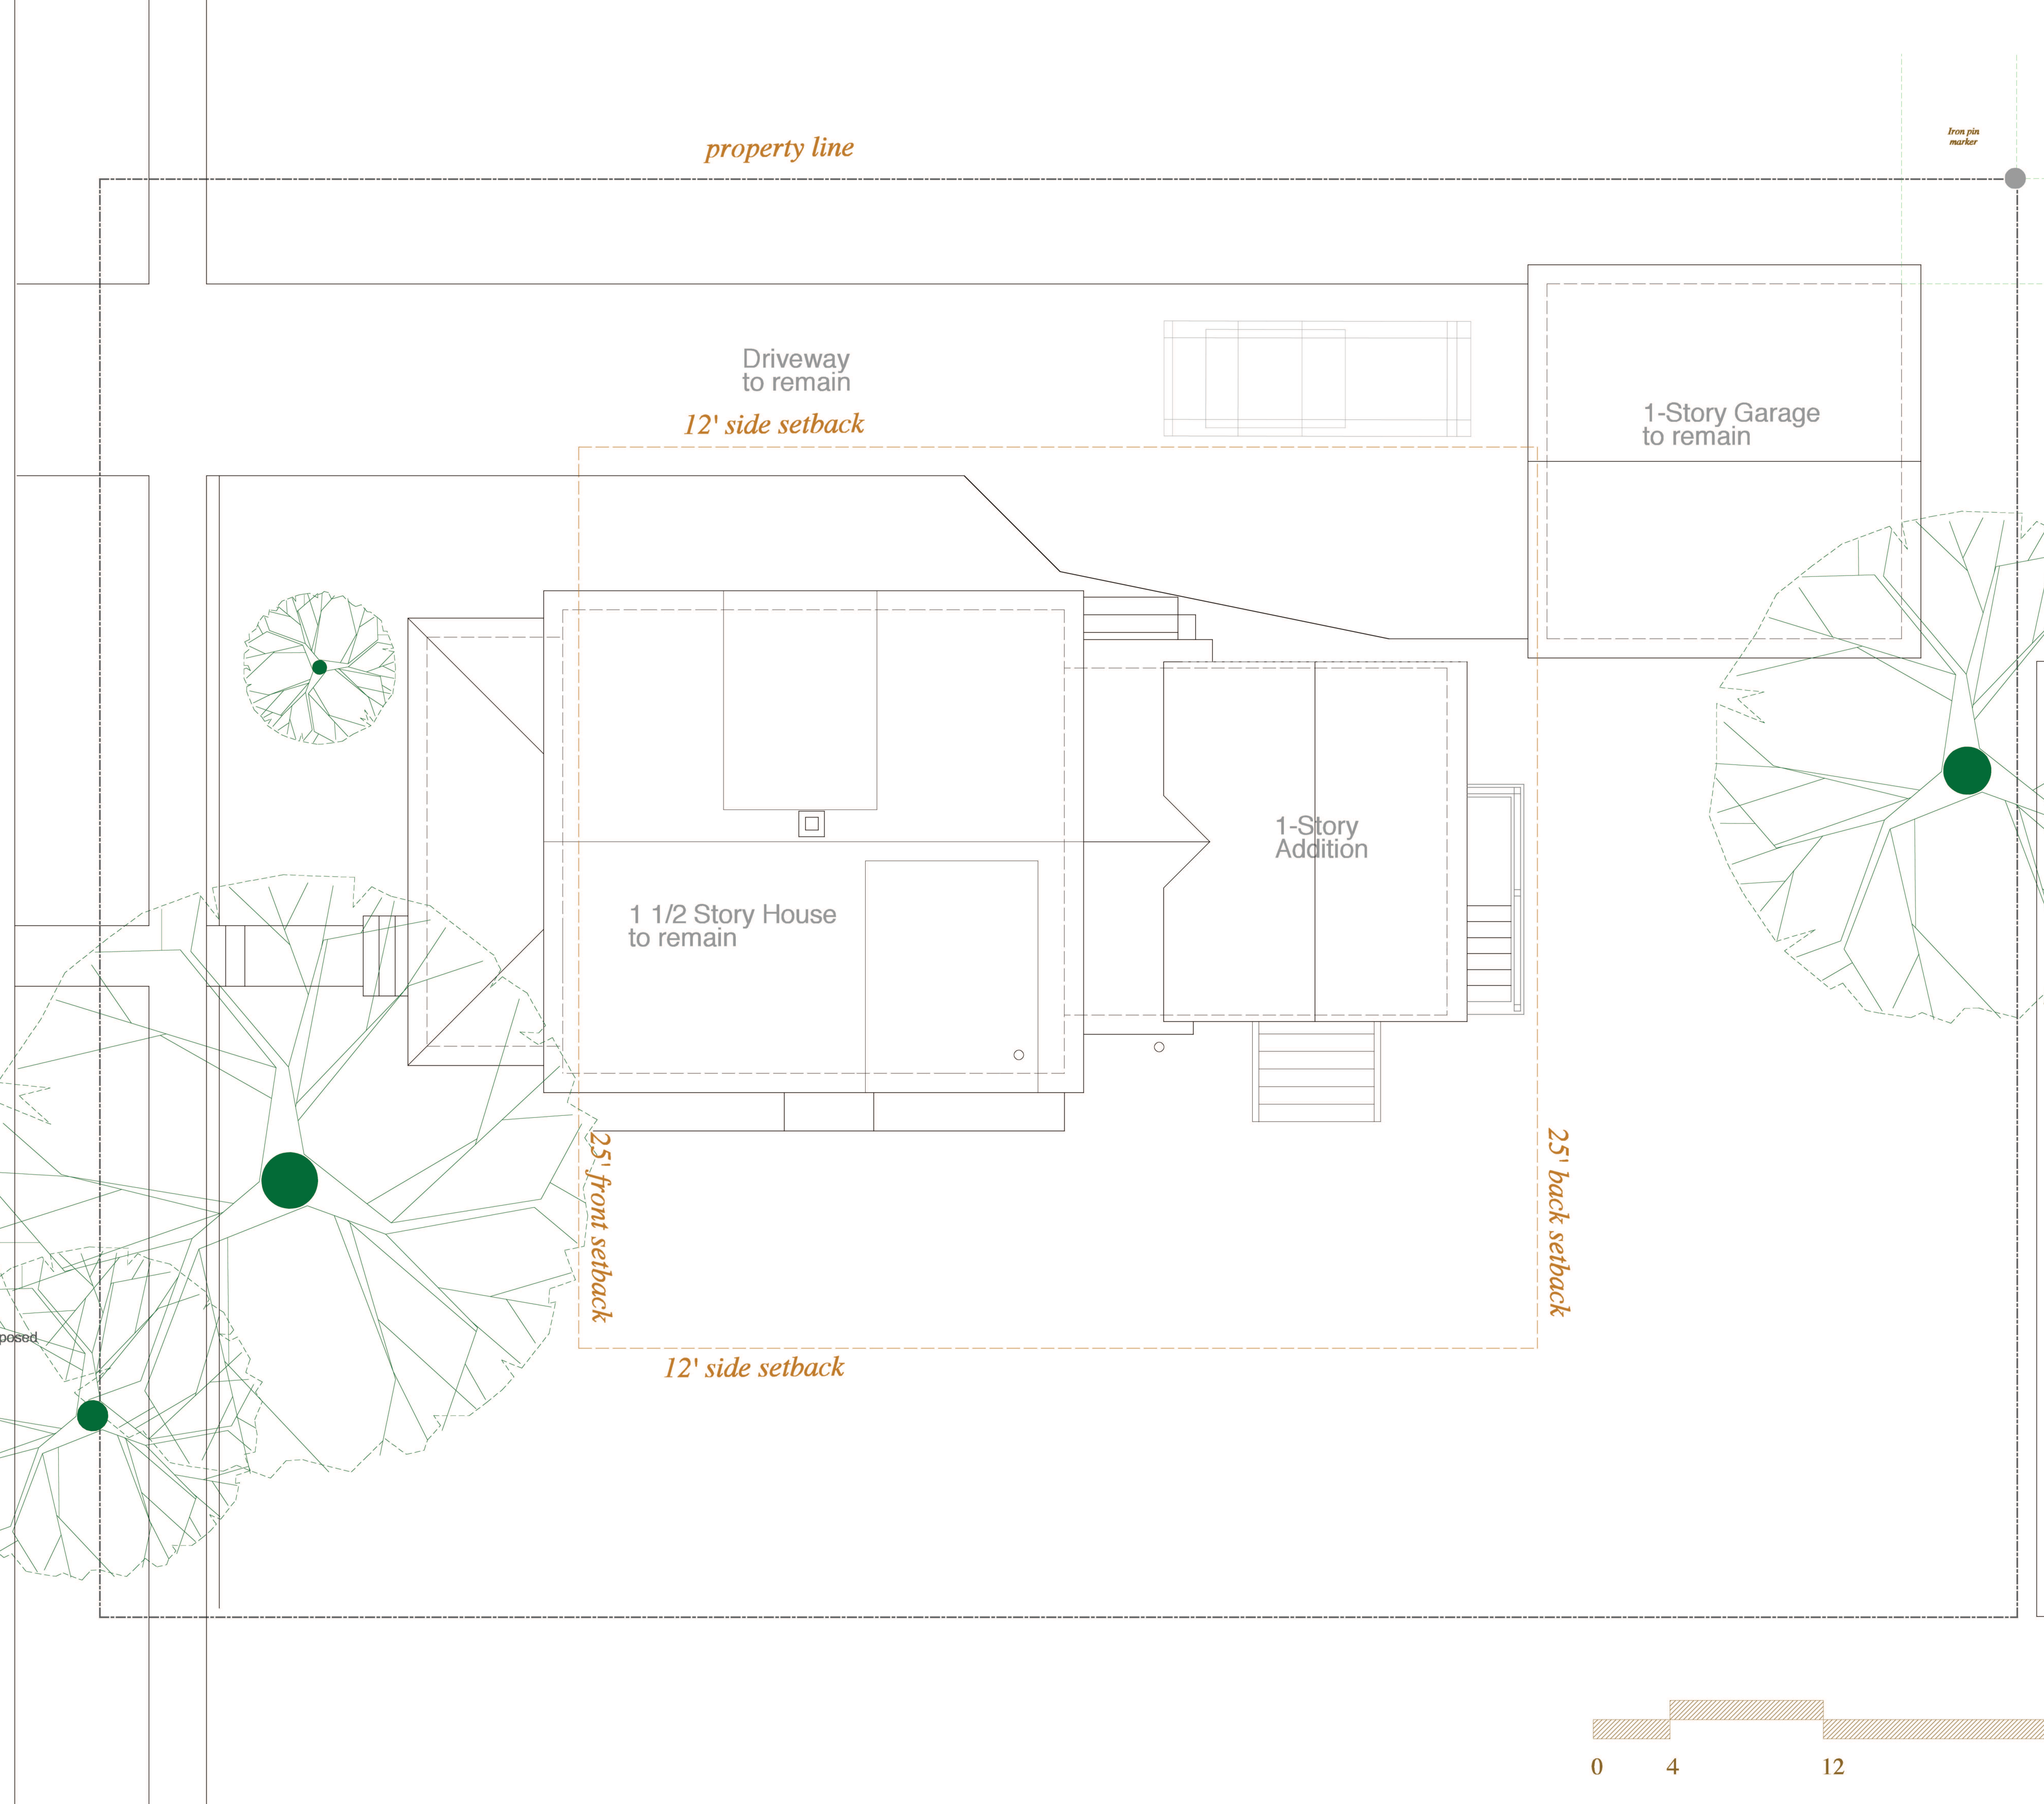 Iron pin
marker
property line
Driveway
to remain
12' side setback
1-Story Garage
to remain
1-Story
Addition
1 1/2 Story House
to remain
25' front setback
25' back setback
posed
12' side setback
0 4 12